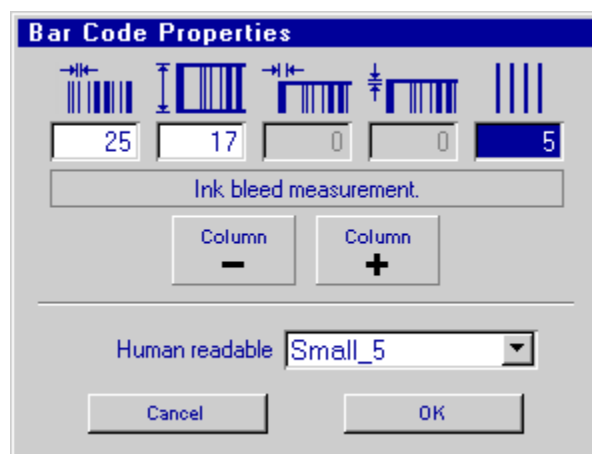 Bar Code Properties
25 17 0 0 5
Ink bleed measurement.
Column Column
− +
Human readable Small_5
Cancel OK